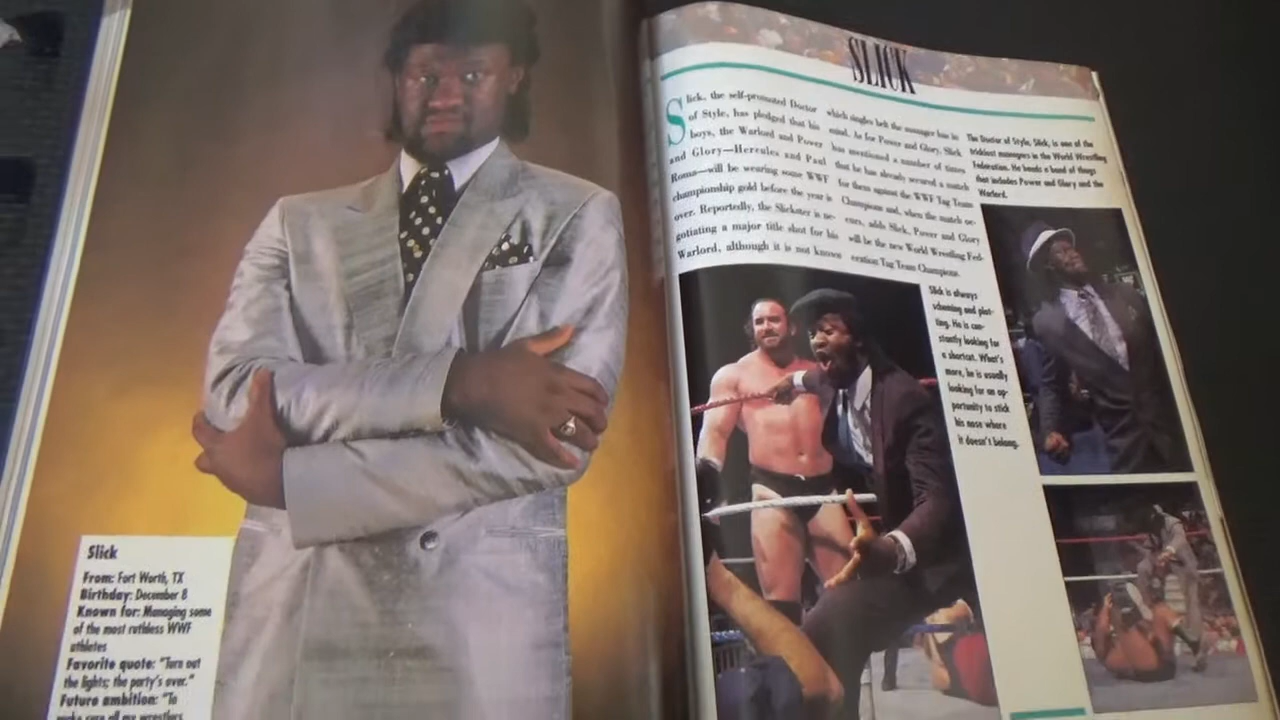 Slick
From: Fort Worth, TX
Birthday: December 8
Known for: Managing some
of the most ruthless WWF
athletes
Favorite quote: "Turn out
the lights; the party's over."
Future ambition: "To
make sure all my wrestlers
SLICK
Slick, the self-promoted Doctor
of Style, has pledged that his
boys, the Warlord and Power
and Glory—Hercules and Paul
Roma—will be wearing some WWF
championship gold before the year is
over. Reportedly, the Slickster is ne-
gotiating a major title shot for his
Warlord, although it is not known
which singles belt the manager has in
mind. As for Power and Glory, Slick
has mentioned a number of times
that he has already secured a match
for them against the WWF Tag Team
Champions and, when the match oc-
curs, adds Slick, Power and Glory
will be the new World Wrestling Fed-
eration Tag Team Champions.
The Doctor of Style, Slick, is one of the
trickiest managers in the World Wrestling
Federation. He heads a band of thugs
that includes Power and Glory and the
Warlord.
Slick is always
scheming and plot-
ting. He is con-
stantly looking for
a shortcut. What's
more, he is usually
looking for an op-
portunity to stick
his nose where
it doesn't belong.